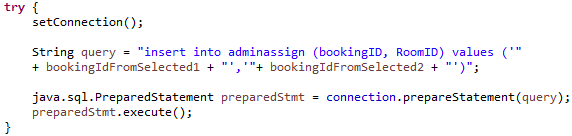 try {
setConnection();
String query = "insert into adminassign (bookingID, RoomID) values ('"
+ bookingIdFromSelected1 + "','"+ bookingIdFromSelected2 + "')";
java.sql.PreparedStatement preparedStmt = connection.prepareStatement(query);
preparedStmt.execute();
}